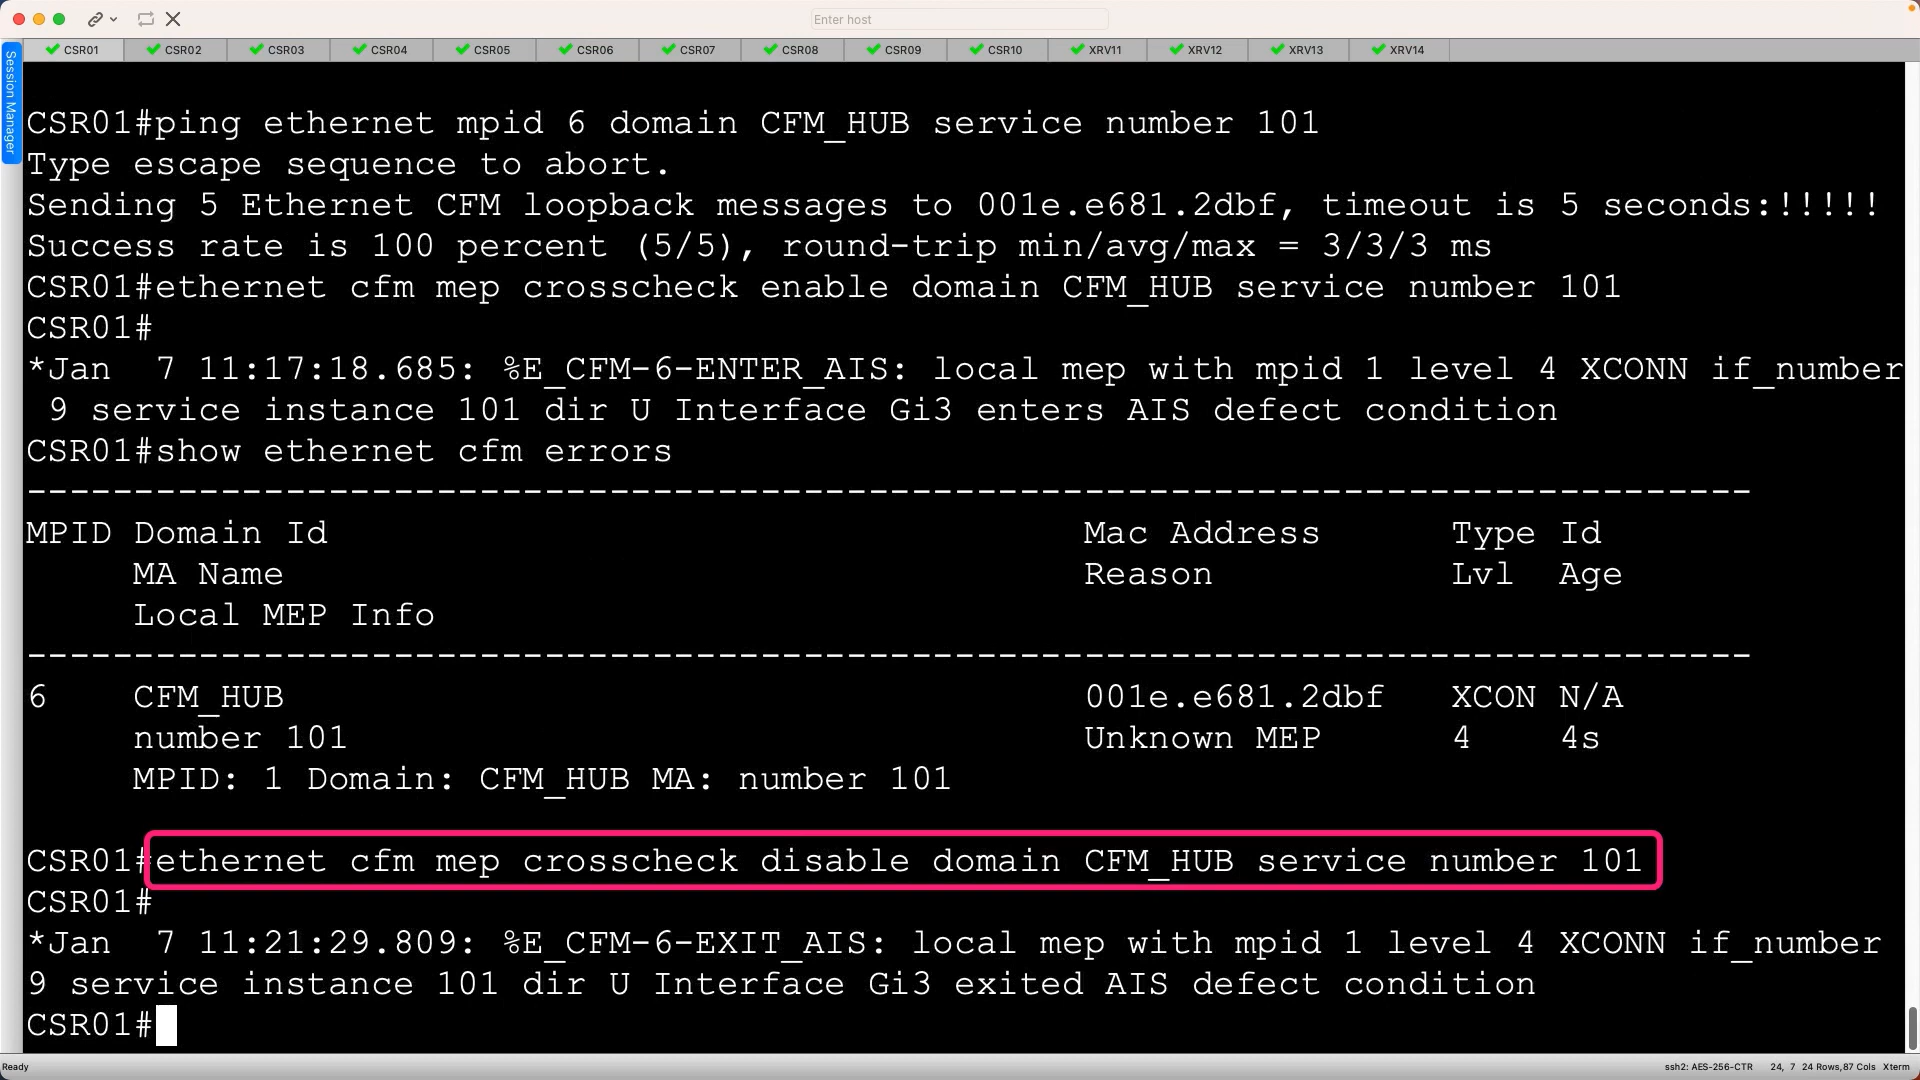 Enter host
CSR01 CSR02 CSR03 CSR04 CSR05 CSR06 CSR07 CSR08 CSR09 CSR10 XRV11 XRV12 XRV13 XRV14
Session Manager
CSR01#ping ethernet mpid 6 domain CFM_HUB service number 101
Type escape sequence to abort.
Sending 5 Ethernet CFM loopback messages to 001e.e681.2dbf, timeout is 5 seconds:!!!!!
Success rate is 100 percent (5/5), round-trip min/avg/max = 3/3/3 ms
CSR01#ethernet cfm mep crosscheck enable domain CFM_HUB service number 101
CSR01#
*Jan  7 11:17:18.685: %E_CFM-6-ENTER_AIS: local mep with mpid 1 level 4 XCONN if_number
 9 service instance 101 dir U Interface Gi3 enters AIS defect condition
CSR01#show ethernet cfm errors
--------------------------------------------------------------------------------
MPID Domain Id                                   Mac Address      Type Id
     MA Name                                     Reason           Lvl  Age
     Local MEP Info
--------------------------------------------------------------------------------
6    CFM_HUB                                     001e.e681.2dbf   XCON N/A
     number 101                                  Unknown MEP      4    4s
     MPID: 1 Domain: CFM_HUB MA: number 101
CSR01#ethernet cfm mep crosscheck disable domain CFM_HUB service number 101
CSR01#
*Jan  7 11:21:29.809: %E_CFM-6-EXIT_AIS: local mep with mpid 1 level 4 XCONN if_number
9 service instance 101 dir U Interface Gi3 exited AIS defect condition
CSR01#
Ready ssh2: AES-256-CTR 24, 7 24 Rows,87 Cols Xterm